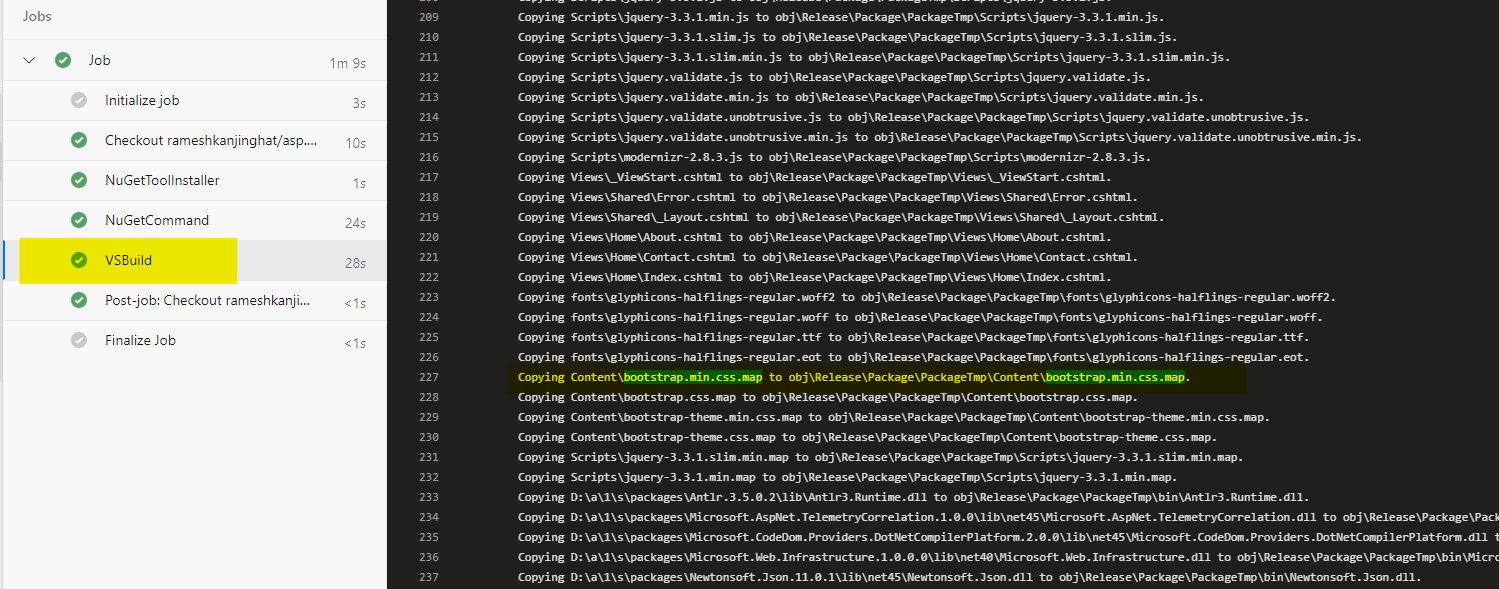 Jobs
Job 1m 9s
Initialize job 3s
Checkout rameshkanjinghat/asp.... 10s
NuGetToolInstaller 1s
NuGetCommand 24s
VSBuild 28s
Post-job: Checkout rameshkanji... <1s
Finalize Job <1s
209 Copying Scripts\jquery-3.3.1.min.js to obj\Release\Package\PackageTmp\Scripts\jquery-3.3.1.min.js.
210 Copying Scripts\jquery-3.3.1.slim.js to obj\Release\Package\PackageTmp\Scripts\jquery-3.3.1.slim.js.
211 Copying Scripts\jquery-3.3.1.slim.min.js to obj\Release\Package\PackageTmp\Scripts\jquery-3.3.1.slim.min.js.
212 Copying Scripts\jquery.validate.js to obj\Release\Package\PackageTmp\Scripts\jquery.validate.js.
213 Copying Scripts\jquery.validate.min.js to obj\Release\Package\PackageTmp\Scripts\jquery.validate.min.js.
214 Copying Scripts\jquery.validate.unobtrusive.js to obj\Release\Package\PackageTmp\Scripts\jquery.validate.unobtrusive.js.
215 Copying Scripts\jquery.validate.unobtrusive.min.js to obj\Release\Package\PackageTmp\Scripts\jquery.validate.unobtrusive.min.js.
216 Copying Scripts\modernizr-2.8.3.js to obj\Release\Package\PackageTmp\Scripts\modernizr-2.8.3.js.
217 Copying Views\_ViewStart.cshtml to obj\Release\Package\PackageTmp\Views\_ViewStart.cshtml.
218 Copying Views\Shared\Error.cshtml to obj\Release\Package\PackageTmp\Views\Shared\Error.cshtml.
219 Copying Views\Shared\_Layout.cshtml to obj\Release\Package\PackageTmp\Views\Shared\_Layout.cshtml.
220 Copying Views\Home\About.cshtml to obj\Release\Package\PackageTmp\Views\Home\About.cshtml.
221 Copying Views\Home\Contact.cshtml to obj\Release\Package\PackageTmp\Views\Home\Contact.cshtml.
222 Copying Views\Home\Index.cshtml to obj\Release\Package\PackageTmp\Views\Home\Index.cshtml.
223 Copying fonts\glyphicons-halflings-regular.woff2 to obj\Release\Package\PackageTmp\fonts\glyphicons-halflings-regular.woff2.
224 Copying fonts\glyphicons-halflings-regular.woff to obj\Release\Package\PackageTmp\fonts\glyphicons-halflings-regular.woff.
225 Copying fonts\glyphicons-halflings-regular.ttf to obj\Release\Package\PackageTmp\fonts\glyphicons-halflings-regular.ttf.
226 Copying fonts\glyphicons-halflings-regular.eot to obj\Release\Package\PackageTmp\fonts\glyphicons-halflings-regular.eot.
227 Copying Content\bootstrap.min.css.map to obj\Release\Package\PackageTmp\Content\bootstrap.min.css.map.
228 Copying Content\bootstrap.css.map to obj\Release\Package\PackageTmp\Content\bootstrap.css.map.
229 Copying Content\bootstrap-theme.min.css.map to obj\Release\Package\PackageTmp\Content\bootstrap-theme.min.css.map.
230 Copying Content\bootstrap-theme.css.map to obj\Release\Package\PackageTmp\Content\bootstrap-theme.css.map.
231 Copying Scripts\jquery-3.3.1.slim.min.map to obj\Release\Package\PackageTmp\Scripts\jquery-3.3.1.slim.min.map.
232 Copying Scripts\jquery-3.3.1.min.map to obj\Release\Package\PackageTmp\Scripts\jquery-3.3.1.min.map.
233 Copying D:\a\1\s\packages\Antlr.3.5.0.2\lib\Antlr3.Runtime.dll to obj\Release\Package\PackageTmp\bin\Antlr3.Runtime.dll.
234 Copying D:\a\1\s\packages\Microsoft.AspNet.TelemetryCorrelation.1.0.0\lib\net45\Microsoft.AspNet.TelemetryCorrelation.dll to obj\Release\Package\Pack
235 Copying D:\a\1\s\packages\Microsoft.CodeDom.Providers.DotNetCompilerPlatform.2.0.0\lib\net45\Microsoft.CodeDom.Providers.DotNetCompilerPlatform.dll t
236 Copying D:\a\1\s\packages\Microsoft.Web.Infrastructure.1.0.0.0\lib\net40\Microsoft.Web.Infrastructure.dll to obj\Release\Package\PackageTmp\bin\Micro
237 Copying D:\a\1\s\packages\Newtonsoft.Json.11.0.1\lib\net45\Newtonsoft.Json.dll to obj\Release\Package\PackageTmp\bin\Newtonsoft.Json.dll.